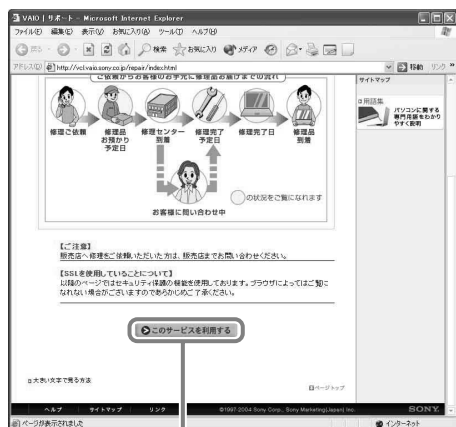 VAIO | サポート - Microsoft Internet Explorer
ファイル(F) 編集(E) 表示(V) お気に入り(A) ツール(T) ヘルプ(H)
戻る 検索 お気に入り メディア
アドレス(D) http://vcl.vaio.sony.co.jp/repair/index.html 移動 リンク »
ご依頼からお客様のお手元に修理品お届けまでの流れ
修理ご依頼
修理品お預かり予定日
修理センター到着
修理完了予定日
修理完了日
修理品到着
お客様に問い合わせ中
の状況をご覧になれます
サイトマップ
用語集
パソコンに関する
専門用語をわかり
やすく説明
【ご注意】
販売店へ修理をご依頼いただいた方は、販売店までお問い合わせください。
【SSLを使用していることについて】
以降のページではセキュリティ保護の機能を使用しております。ブラウザによってはご覧に
なれない場合がございますのであらかじめご了承ください。
このサービスを利用する
大きい文字で見る方法
ページトップ
ヘルプ サイトマップ リンク ©1997-2004 Sony Corp., Sony Marketing(Japan) Inc. SONY
ページが表示されました インターネット